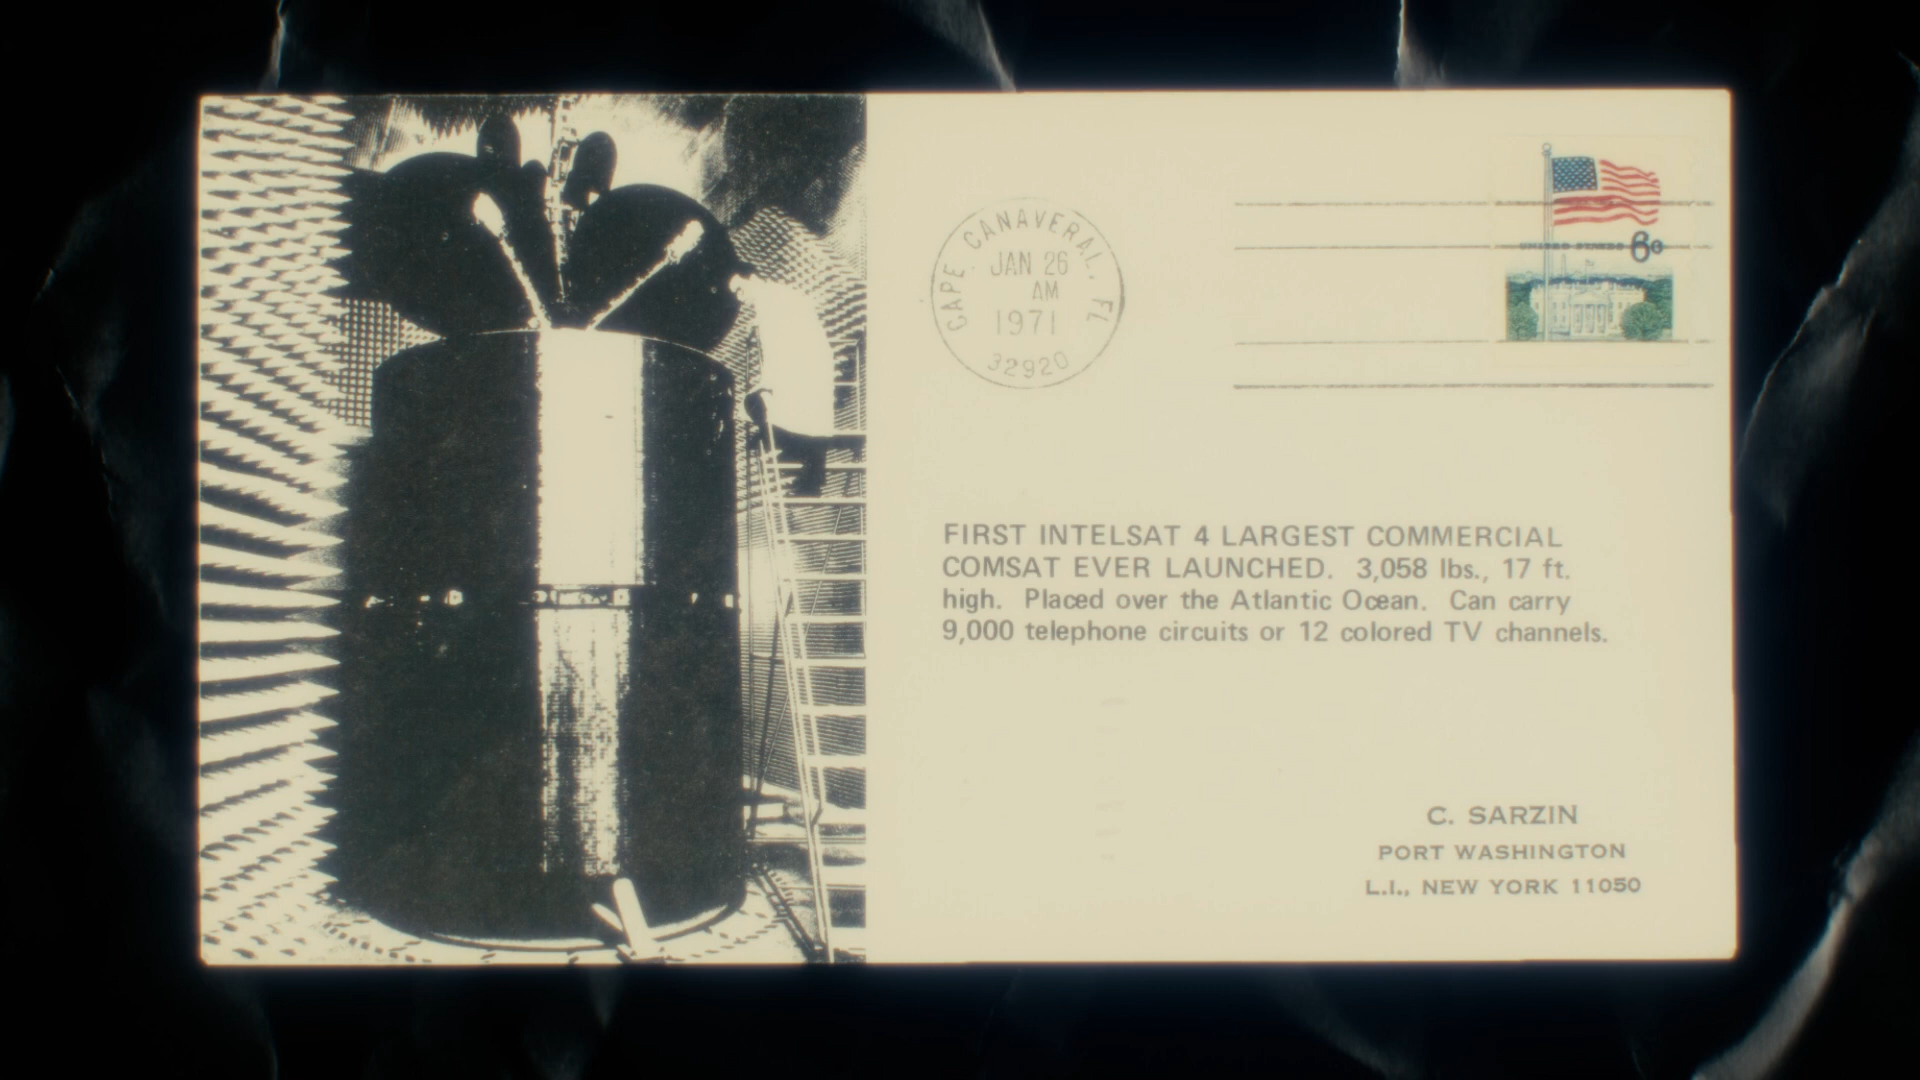 CAPE CANAVERAL, FL
JAN 26
AM
1971
32920
UNITED STATES 6c
FIRST INTELSAT 4 LARGEST COMMERCIAL
COMSAT EVER LAUNCHED. 3,058 lbs., 17 ft.
high. Placed over the Atlantic Ocean. Can carry
9,000 telephone circuits or 12 colored TV channels.
C. SARZIN
PORT WASHINGTON
L.I., NEW YORK 11050